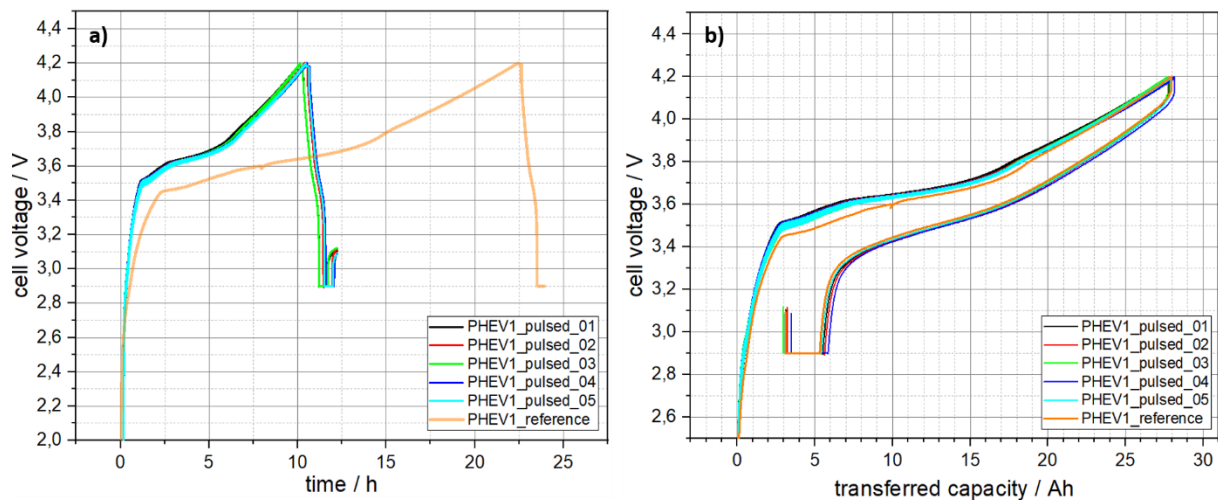 a)
4,4
4,2
4,0
3,8
3,6
3,4
3,2
3,0
2,8
2,6
2,4
2,2
2,0
cell voltage / V
0 5 10 15 20 25
time / h
PHEV1_pulsed_01
PHEV1_pulsed_02
PHEV1_pulsed_03
PHEV1_pulsed_04
PHEV1_pulsed_05
PHEV1_reference
b)
4,4
4,2
4,0
3,8
3,6
3,4
3,2
3,0
2,8
2,6
cell voltage / V
0 5 10 15 20 25 30
transferred capacity / Ah
PHEV1_pulsed_01
PHEV1_pulsed_02
PHEV1_pulsed_03
PHEV1_pulsed_04
PHEV1_pulsed_05
PHEV1_reference